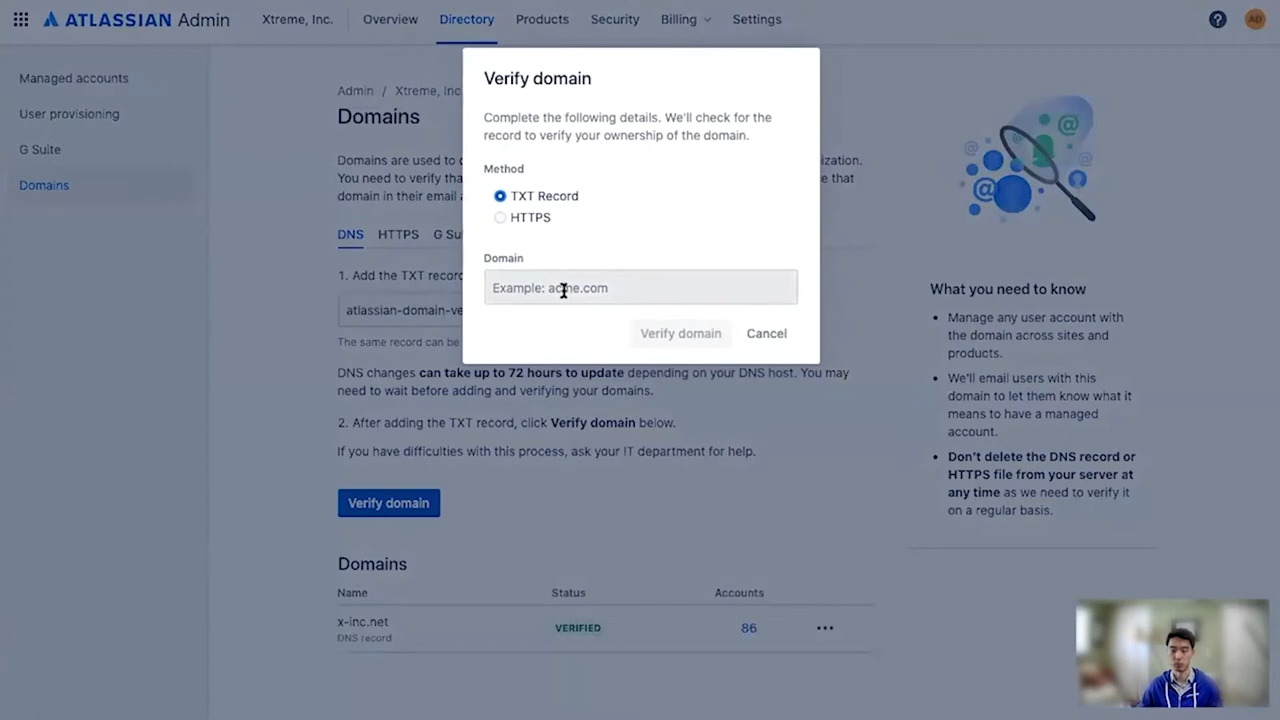 ATLASSIAN Admin
Xtreme, Inc.
Overview
Directory
Products
Security
Billing
Settings
?
AD
Managed accounts
User provisioning
G Suite
Domains
Admin / Xtreme, Inc
Domains
Domains are used to
ization.
You need to verify tha
e that
domain in their email
DNS
HTTPS
G Su
1. Add the TXT record
atlassian-domain-ve
The same record can be
DNS changes can take up to 72 hours to update depending on your DNS host. You may
need to wait before adding and verifying your domains.
2. After adding the TXT record, click Verify domain below.
If you have difficulties with this process, ask your IT department for help.
Verify domain
Domains
Name
Status
Accounts
x-inc.net
DNS record
VERIFIED
86
Verify domain
Complete the following details. We'll check for the
record to verify your ownership of the domain.
Method
TXT Record
HTTPS
Domain
Example: acme.com
Verify domain
Cancel
What you need to know
• Manage any user account with
the domain across sites and
products.
• We'll email users with this
domain to let them know what it
means to have a managed
account.
• Don't delete the DNS record or
HTTPS file from your server at
any time as we need to verify it
on a regular basis.